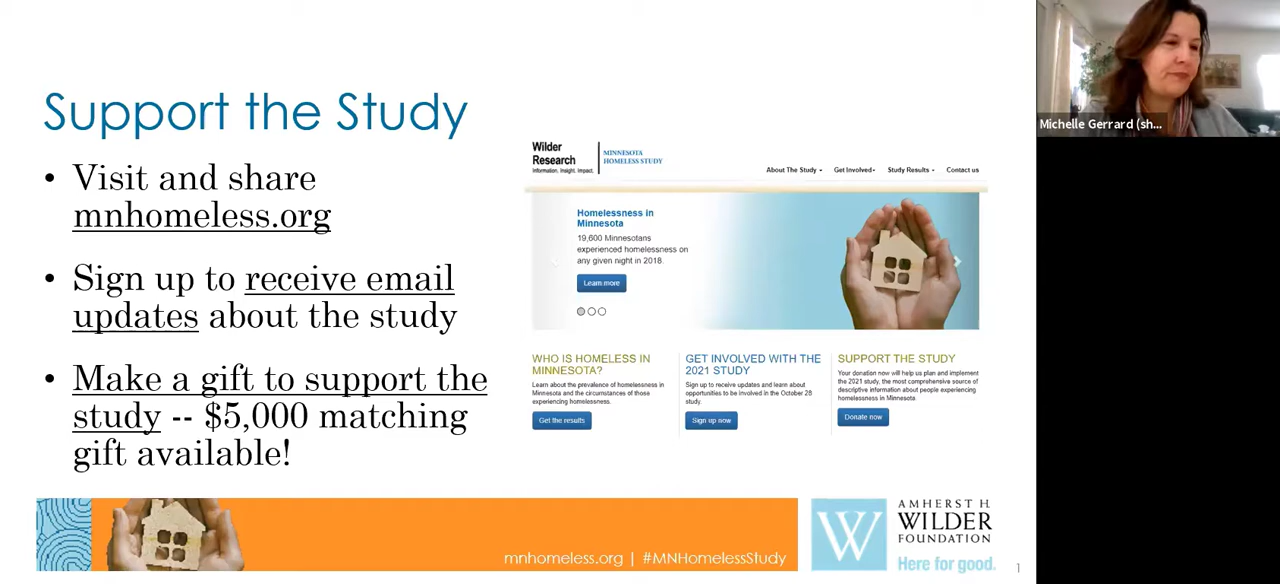 Support the Study
• Visit and share
mnhomeless.org
• Sign up to receive email
updates about the study
• Make a gift to support the
study -- $5,000 matching
gift available!
Wilder
Research
Information. Insight. Impact.
MINNESOTA
HOMELESS STUDY
About The Study
Get Involved
Study Results
Contact us
Homelessness in
Minnesota
19,600 Minnesotans
experienced homelessness on
any given night in 2018.
Learn more
WHO IS HOMELESS IN
MINNESOTA?
Learn about the prevalence of homelessness in
Minnesota and the circumstances of those
experiencing homelessness.
Get the results
GET INVOLVED WITH THE
2021 STUDY
Sign up to receive updates and learn about
opportunities to be involved in the October 28
study.
Sign up now
SUPPORT THE STUDY
Your donation now will help us plan and implement
the 2021 study, the most comprehensive source of
descriptive information about people experiencing
homelessness in Minnesota.
Donate now
mnhomeless.org | #MNHomelessStudy
W
AMHERST H.
WILDER
FOUNDATION
Here for good.
1
Michelle Gerrard (sh...